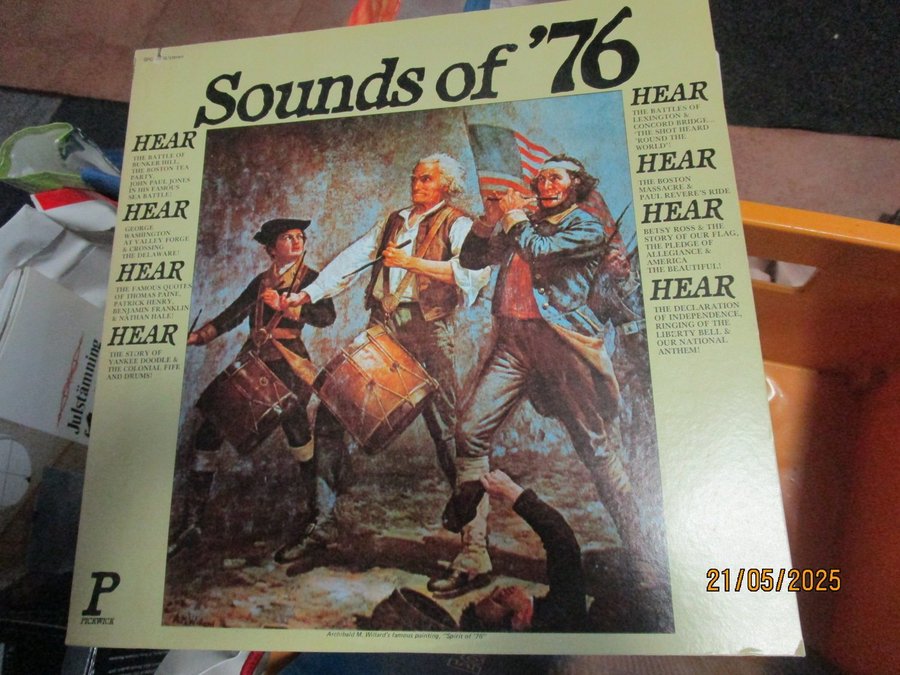 Sounds of '76
HEAR
THE BATTLE OF
BUNKER HILL,
THE BOSTON TEA
PARTY,
JOHN PAUL JONES
IN HIS FAMOUS
SEA BATTLE!
HEAR
GEORGE
WASHINGTON
AT VALLEY FORGE
& CROSSING
THE DELAWARE!
HEAR
THE FAMOUS QUOTES
OF THOMAS PAINE,
PATRICK HENRY,
BENJAMIN FRANKLIN
& NATHAN HALE!
HEAR
THE STORY OF
YANKEE DOODLE &
THE COLONIAL FIFE
AND DRUMS!
HEAR
THE BATTLES OF
LEXINGTON &
CONCORD BRIDGE...
"THE SHOT HEARD
'ROUND THE
WORLD"
HEAR
THE BOSTON
MASSACRE &
PAUL REVERE'S RIDE
HEAR
BETSY ROSS & THE
STORY OF OUR FLAG,
THE PLEDGE OF
ALLEGIANCE &
AMERICA
THE BEAUTIFUL!
HEAR
THE DECLARATION
OF INDEPENDENCE,
RINGING OF THE
LIBERTY BELL &
OUR NATIONAL
ANTHEM!
P
PICKWICK
Archibald M. Willard's famous painting, "Spirit of '76"
Julstämning
21/05/2025